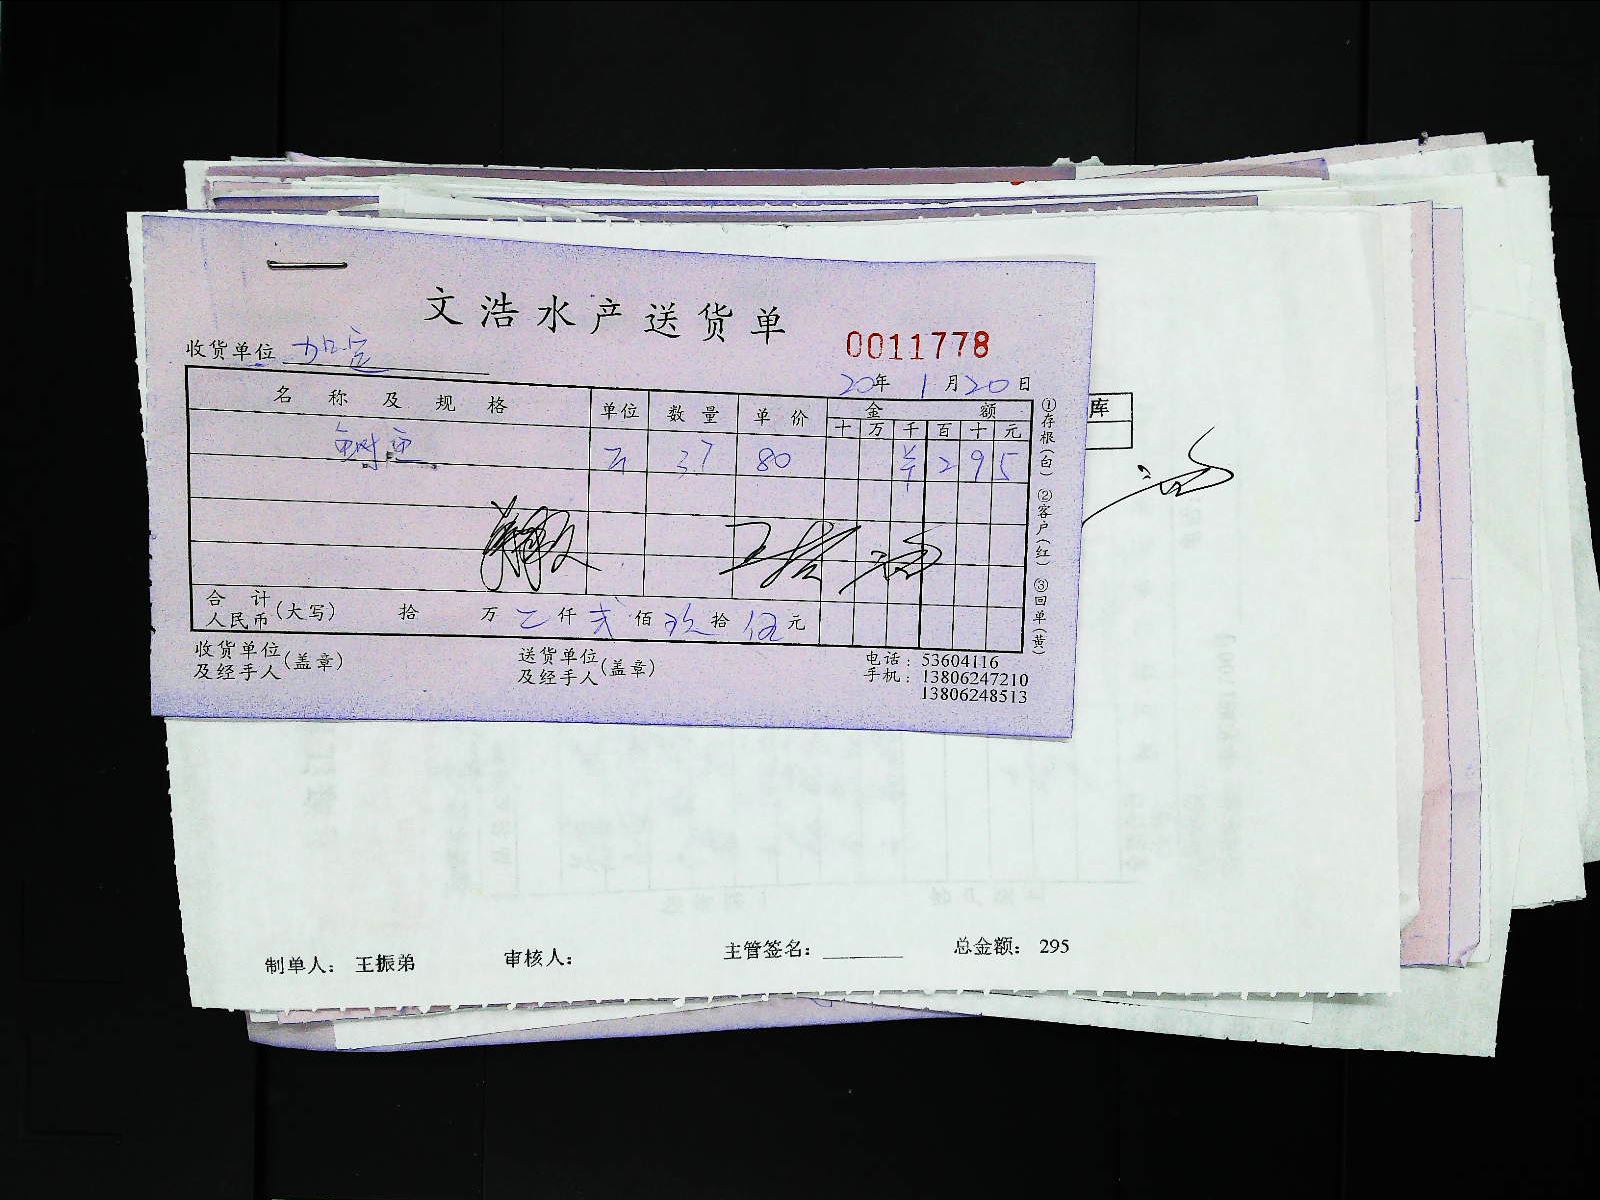 文浩水产送货单
收货单位 加定
0011778
20年1月20日
名称及规格 单位 数量 单价 金额
十 万 千 百 十 元
斤 3.7 80 ¥ 2 9 5
合计
人民币(大写) 拾 万 仟 弍 佰 玖 拾 伍 元
收货单位
及经手人(盖章)
送货单位
及经手人(盖章)
电话：53604116
手机：13806247210
13806248513
①存根(白) ②客户(红) ③回单(黄)
库
制单人： 王振弟 审核人： 主管签名： 总金额： 295